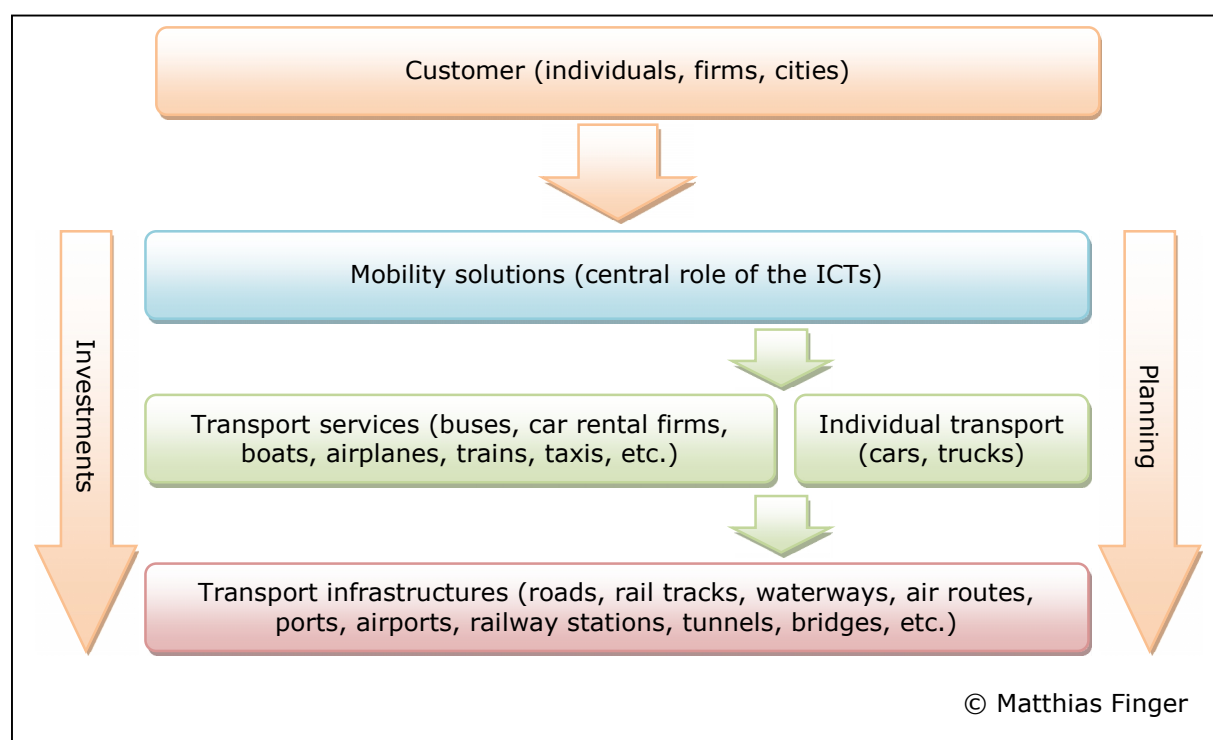 Customer (individuals, firms, cities)
Mobility solutions (central role of the ICTs)
Investments
Planning
Transport services (buses, car rental firms,
boats, airplanes, trains, taxis, etc.)
Individual transport
(cars, trucks)
Transport infrastructures (roads, rail tracks, waterways, air routes,
ports, airports, railway stations, tunnels, bridges, etc.)
© Matthias Finger